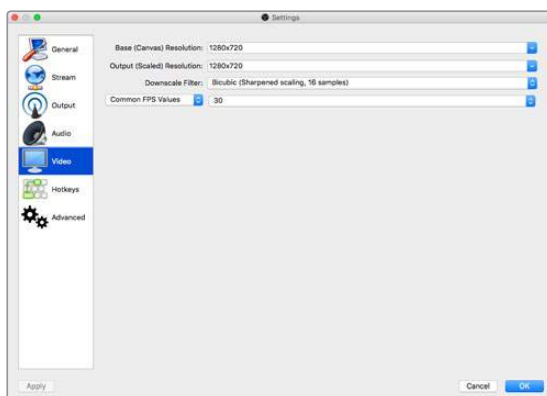 Settings
General
Stream
Output
Audio
Video
Hotkeys
Advanced
Base (Canvas) Resolution: 1280x720
Output (Scaled) Resolution: 1280x720
Downscale Filter: Bicubic (Sharpened scaling, 16 samples)
Common FPS Values 30
Apply
Cancel
OK